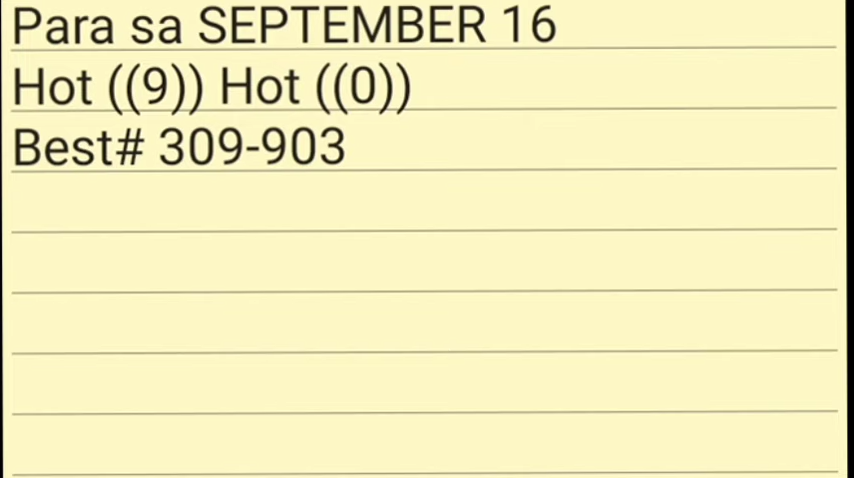 Para sa SEPTEMBER 16
Hot ((9)) Hot ((0))
Best# 309-903